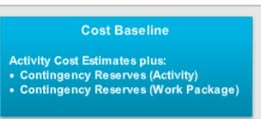 Cost Baseline
Activity Cost Estimates plus:
• Contingency Reserves (Activity)
• Contingency Reserves (Work Package)